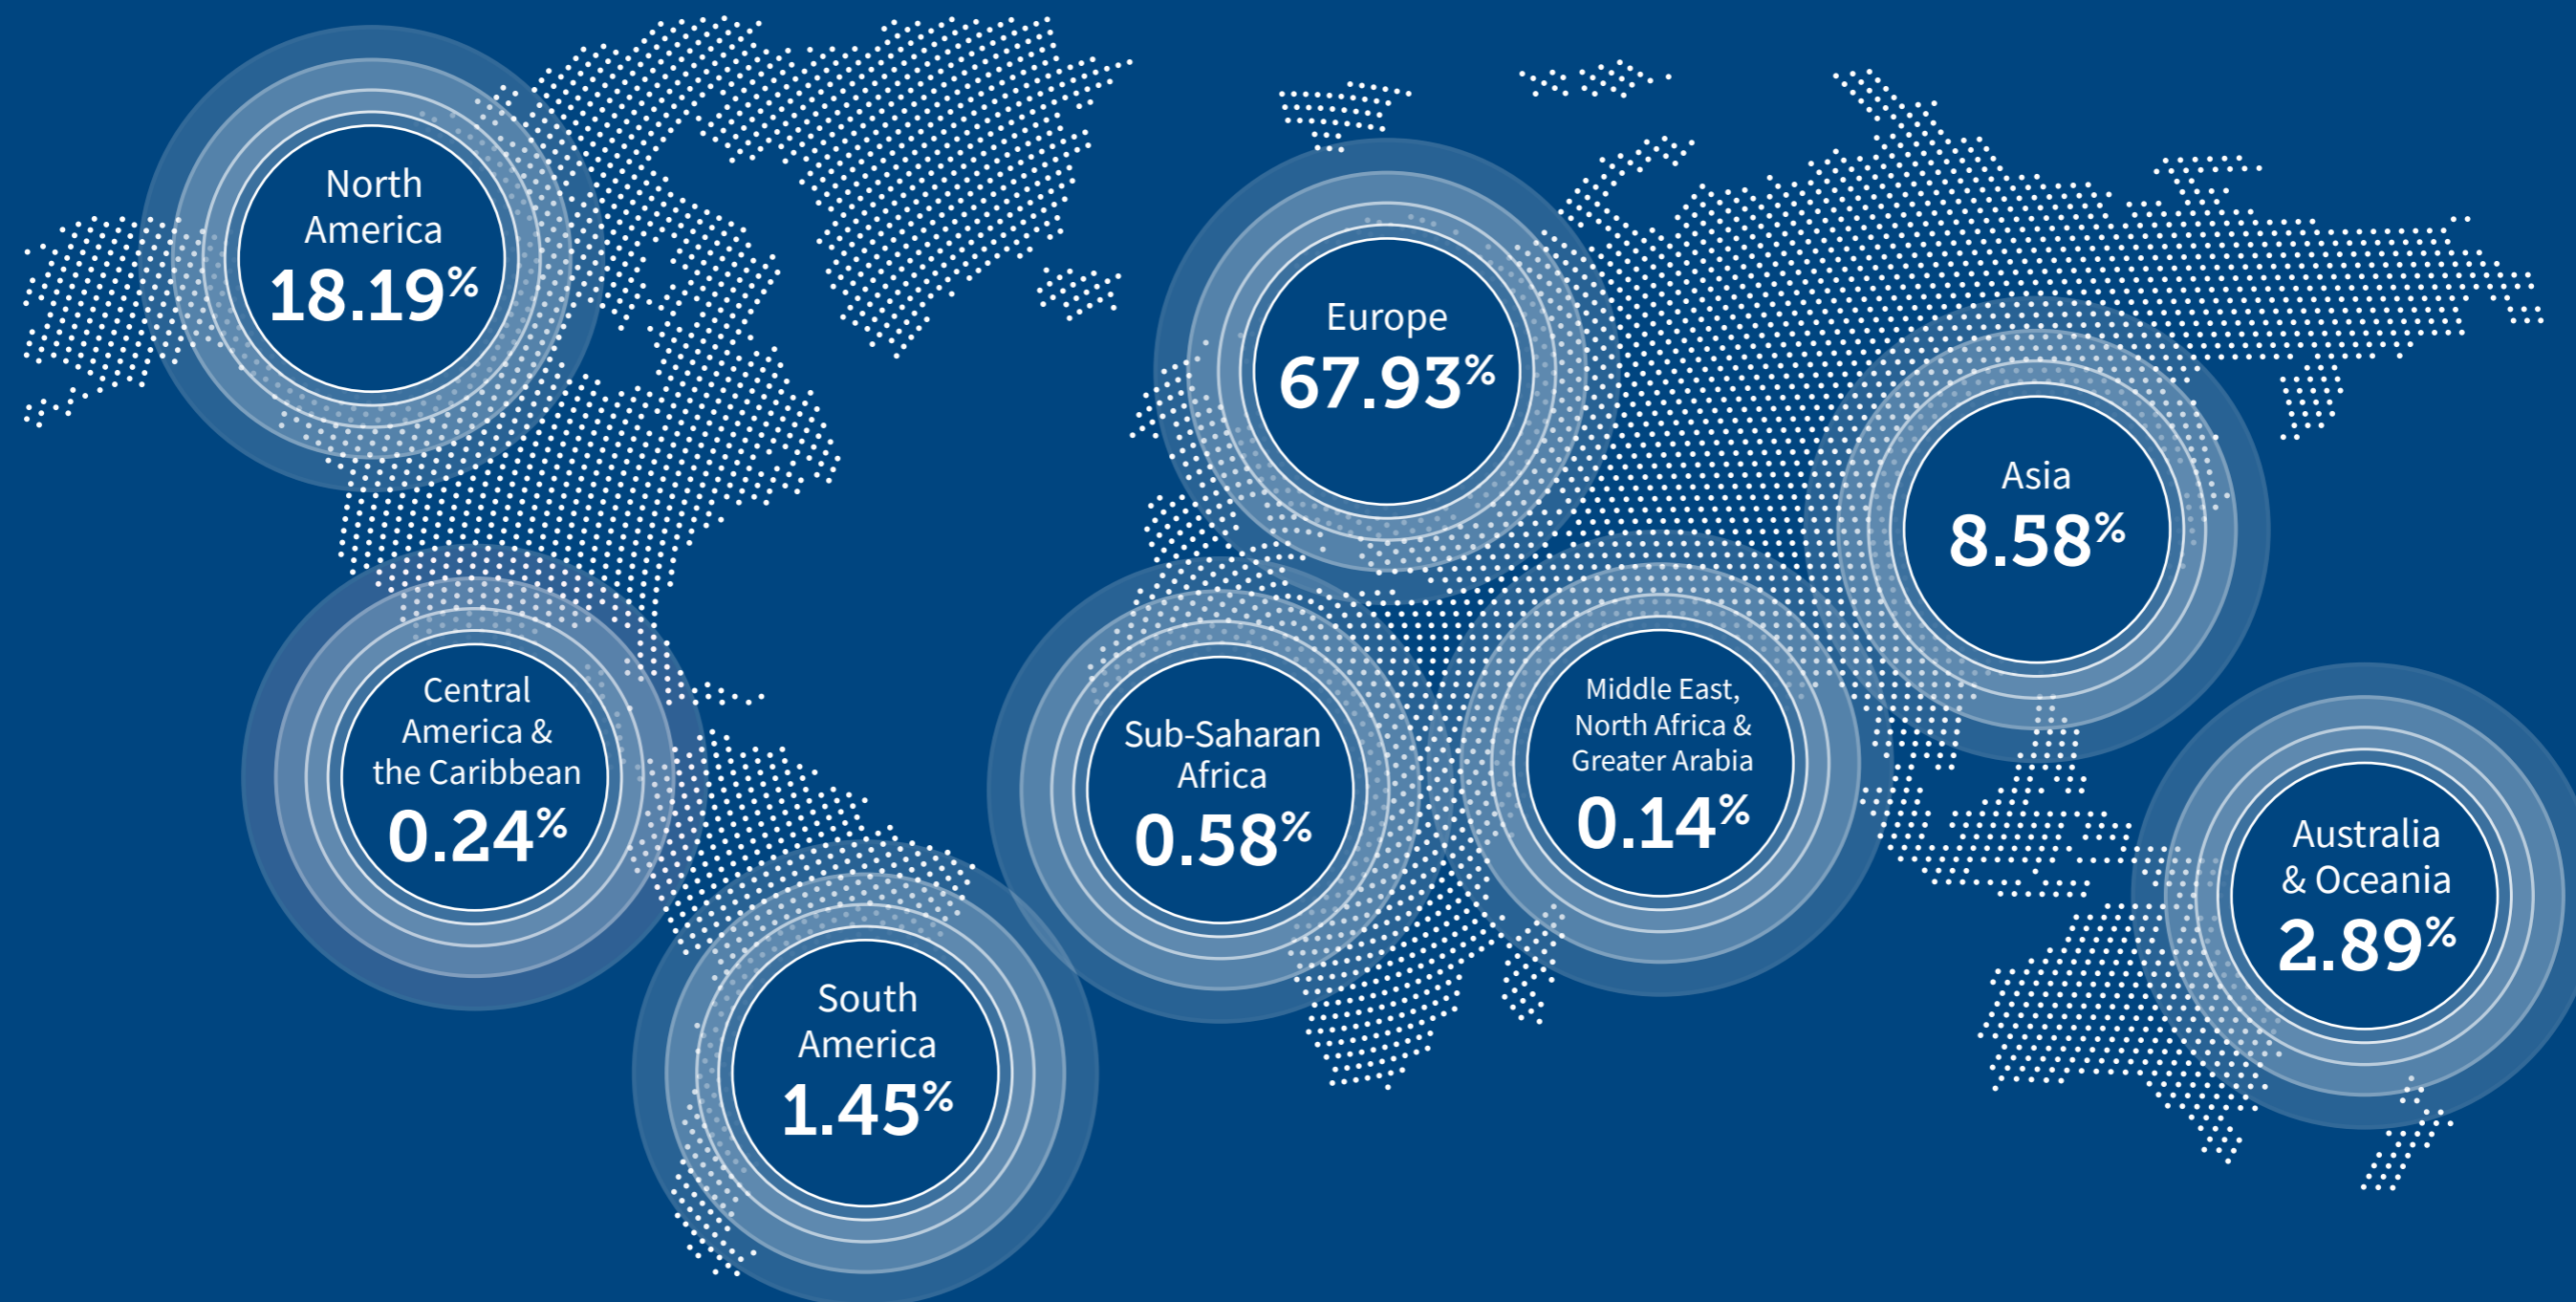 North
America
18.19%
Europe
67.93%
Asia
8.58%
Central
America &
the Caribbean
0.24%
Sub-Saharan
Africa
0.58%
Middle East,
North Africa &
Greater Arabia
0.14%
Australia
& Oceania
2.89%
South
America
1.45%